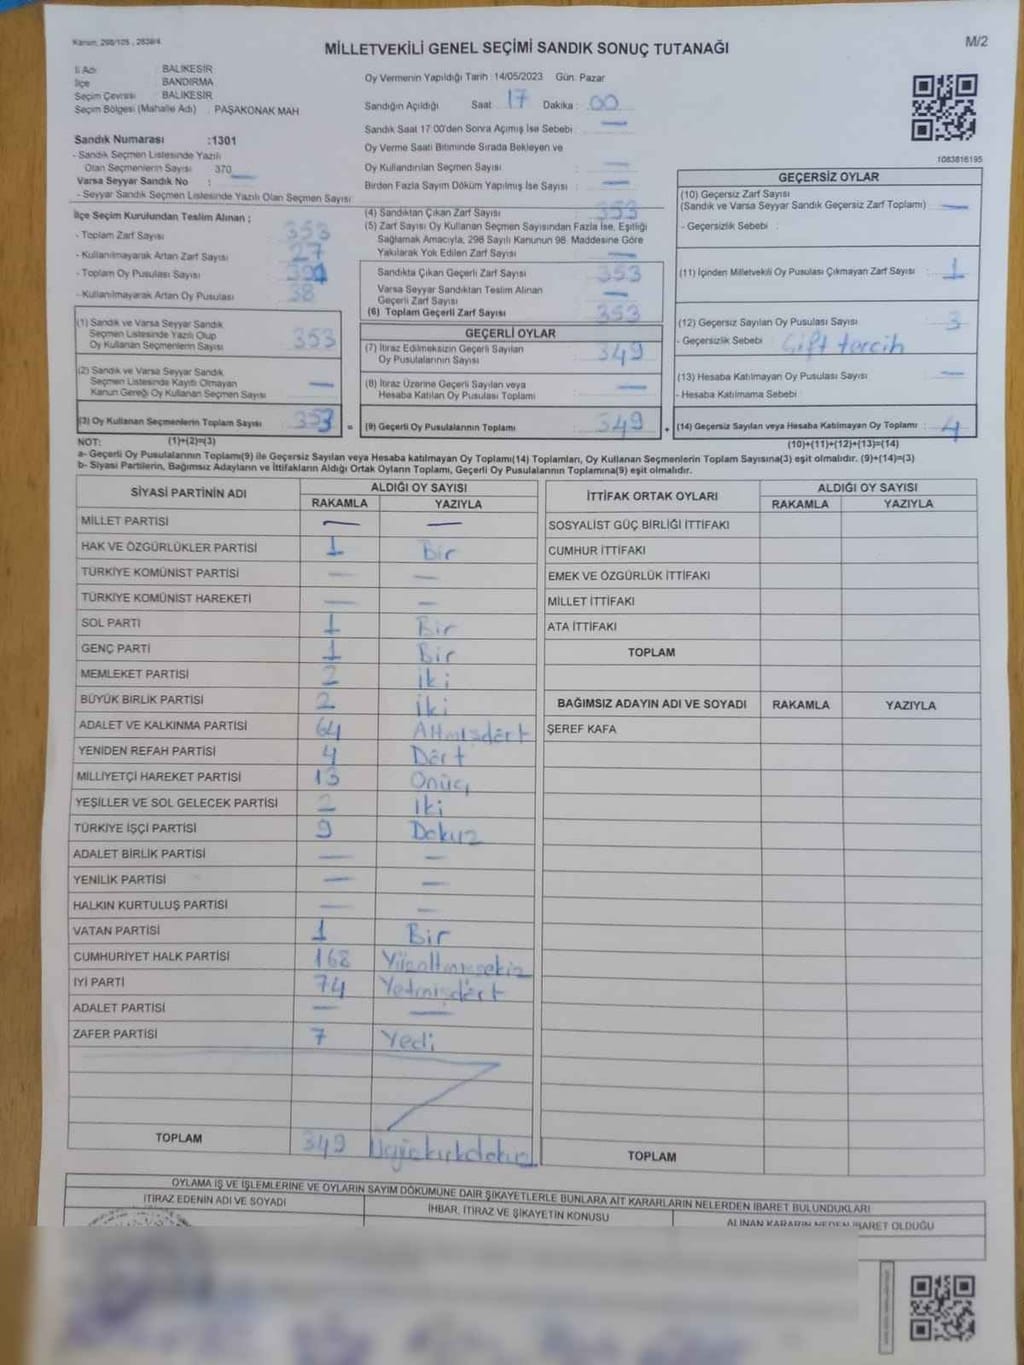 Kanun: 298/105, 2839/4
MİLLETVEKİLİ GENEL SEÇİMİ SANDIK SONUÇ TUTANAĞI
M/2
İl Adı : BALIKESİR
İlçe : BANDIRMA
Seçim Çevresi : BALIKESİR
Seçim Bölgesi (Mahalle Adı) : PAŞAKONAK MAH
Oy Vermenin Yapıldığı Tarih :14/05/2023 Gün: Pazar
Sandığın Açıldığı Saat : 17 Dakika : 00
Sandık Saat 17:00'den Sonra Açılmış İse Sebebi : —
Oy Verme Saati Bitiminde Sırada Bekleyen ve
Oy Kullandırılan Seçmen Sayısı : —
Birden Fazla Sayım Döküm Yapılmış İse Sayısı : —
1083816195
Sandık Numarası :1301
- Sandık Seçmen Listesinde Yazılı
Olan Seçmenlerin Sayısı : 370
Varsa Seyyar Sandık No : —
- Seyyar Sandık Seçmen Listesinde Yazılı Olan Seçmen Sayısı:
İlçe Seçim Kurulundan Teslim Alınan ;
- Toplam Zarf Sayısı : 353
- Kullanılmayarak Artan Zarf Sayısı : 27
- Toplam Oy Pusulası Sayısı :
- Kullanılmayarak Artan Oy Pusulası : 38
(1) Sandık ve Varsa Seyyar Sandık
Seçmen Listesinde Yazılı Olup
Oy Kullanan Seçmenlerin Sayısı : 353
(2) Sandık ve Varsa Seyyar Sandık
Seçmen Listesinde Kayıtlı Olmayan
Kanun Gereği Oy Kullanan Seçmen Sayısı : —
(3) Oy Kullanan Seçmenlerin Toplam Sayısı : 353 =
(4) Sandıktan Çıkan Zarf Sayısı : 353
(5) Zarf Sayısı Oy Kullanan Seçmen Sayısından Fazla İse, Eşitliği
Sağlamak Amacıyla, 298 Sayılı Kanunun 98. Maddesine Göre
Yakılarak Yok Edilen Zarf Sayısı : —
Sandıkta Çıkan Geçerli Zarf Sayısı : 353
Varsa Seyyar Sandıktan Teslim Alınan
Geçerli Zarf Sayısı : —
(6) Toplam Geçerli Zarf Sayısı : 353
GEÇERLİ OYLAR
(7) İtiraz Edilmeksizin Geçerli Sayılan
Oy Pusulalarının Sayısı : 349
(8) İtiraz Üzerine Geçerli Sayılan veya
Hesaba Katılan Oy Pusulası Toplamı : —
(9) Geçerli Oy Pusulalarının Toplamı : 349 +
GEÇERSİZ OYLAR
(10) Geçersiz Zarf Sayısı
(Sandık ve Varsa Seyyar Sandık Geçersiz Zarf Toplamı) : —
- Geçersizlik Sebebi :
(11) İçinden Milletvekili Oy Pusulası Çıkmayan Zarf Sayısı : 1
(12) Geçersiz Sayılan Oy Pusulası Sayısı : 3
- Geçersizlik Sebebi : Çift tercih
(13) Hesaba Katılmayan Oy Pusulası Sayısı : —
- Hesaba Katılmama Sebebi :
(14) Geçersiz Sayılan veya Hesaba Katılmayan Oy Toplamı : 4
NOT: (1)+(2)=(3)
(10)+(11)+(12)+(13)=(14)
a- Geçerli Oy Pusulalarının Toplamı(9) ile Geçersiz Sayılan veya Hesaba katılmayan Oy Toplamı(14) Toplamları, Oy Kullanan Seçmenlerin Toplam Sayısına(3) eşit olmalıdır. (9)+(14)=(3)
b- Siyasi Partilerin, Bağımsız Adayların ve İttifakların Aldığı Ortak Oyların Toplamı, Geçerli Oy Pusulalarının Toplamına(9) eşit olmalıdır.
SİYASİ PARTİNİN ADI ALDIĞI OY SAYISI
RAKAMLA YAZIYLA
MİLLET PARTİSİ — —
HAK VE ÖZGÜRLÜKLER PARTİSİ 1 Bir
TÜRKİYE KOMÜNİST PARTİSİ — —
TÜRKİYE KOMÜNİST HAREKETİ — —
SOL PARTİ 1 Bir
GENÇ PARTİ 1 Bir
MEMLEKET PARTİSİ 2 İki
BÜYÜK BİRLİK PARTİSİ 2 İki
ADALET VE KALKINMA PARTİSİ 64 Altmışdört
YENİDEN REFAH PARTİSİ 4 Dört
MİLLİYETÇİ HAREKET PARTİSİ 13 Onüç
YEŞİLLER VE SOL GELECEK PARTİSİ 2 İki
TÜRKİYE İŞÇİ PARTİSİ 9 Dokuz
ADALET BİRLİK PARTİSİ — —
YENİLİK PARTİSİ — —
HALKIN KURTULUŞ PARTİSİ — —
VATAN PARTİSİ 1 Bir
CUMHURİYET HALK PARTİSİ 168 Yüzaltmışsekiz
İYİ PARTİ 74 Yetmişdört
ADALET PARTİSİ — —
ZAFER PARTİSİ 7 Yedi
TOPLAM 349 Üçyüzkırkdokuz
İTTİFAK ORTAK OYLARI ALDIĞI OY SAYISI
RAKAMLA YAZIYLA
SOSYALİST GÜÇ BİRLİĞİ İTTİFAKI
CUMHUR İTTİFAKI
EMEK VE ÖZGÜRLÜK İTTİFAKI
MİLLET İTTİFAKI
ATA İTTİFAKI
TOPLAM
BAĞIMSIZ ADAYIN ADI VE SOYADI RAKAMLA YAZIYLA
ŞEREF KAFA
TOPLAM
OYLAMA İŞ VE İŞLEMLERİNE VE OYLARIN SAYIM DÖKÜMÜNE DAİR ŞİKAYETLERLE BUNLARA AİT KARARLARIN NELERDEN İBARET BULUNDUKLARI
İTİRAZ EDENİN ADI VE SOYADI İHBAR, İTİRAZ VE ŞİKAYETİN KONUSU ALINAN KARARIN NEDEN İBARET OLDUĞU